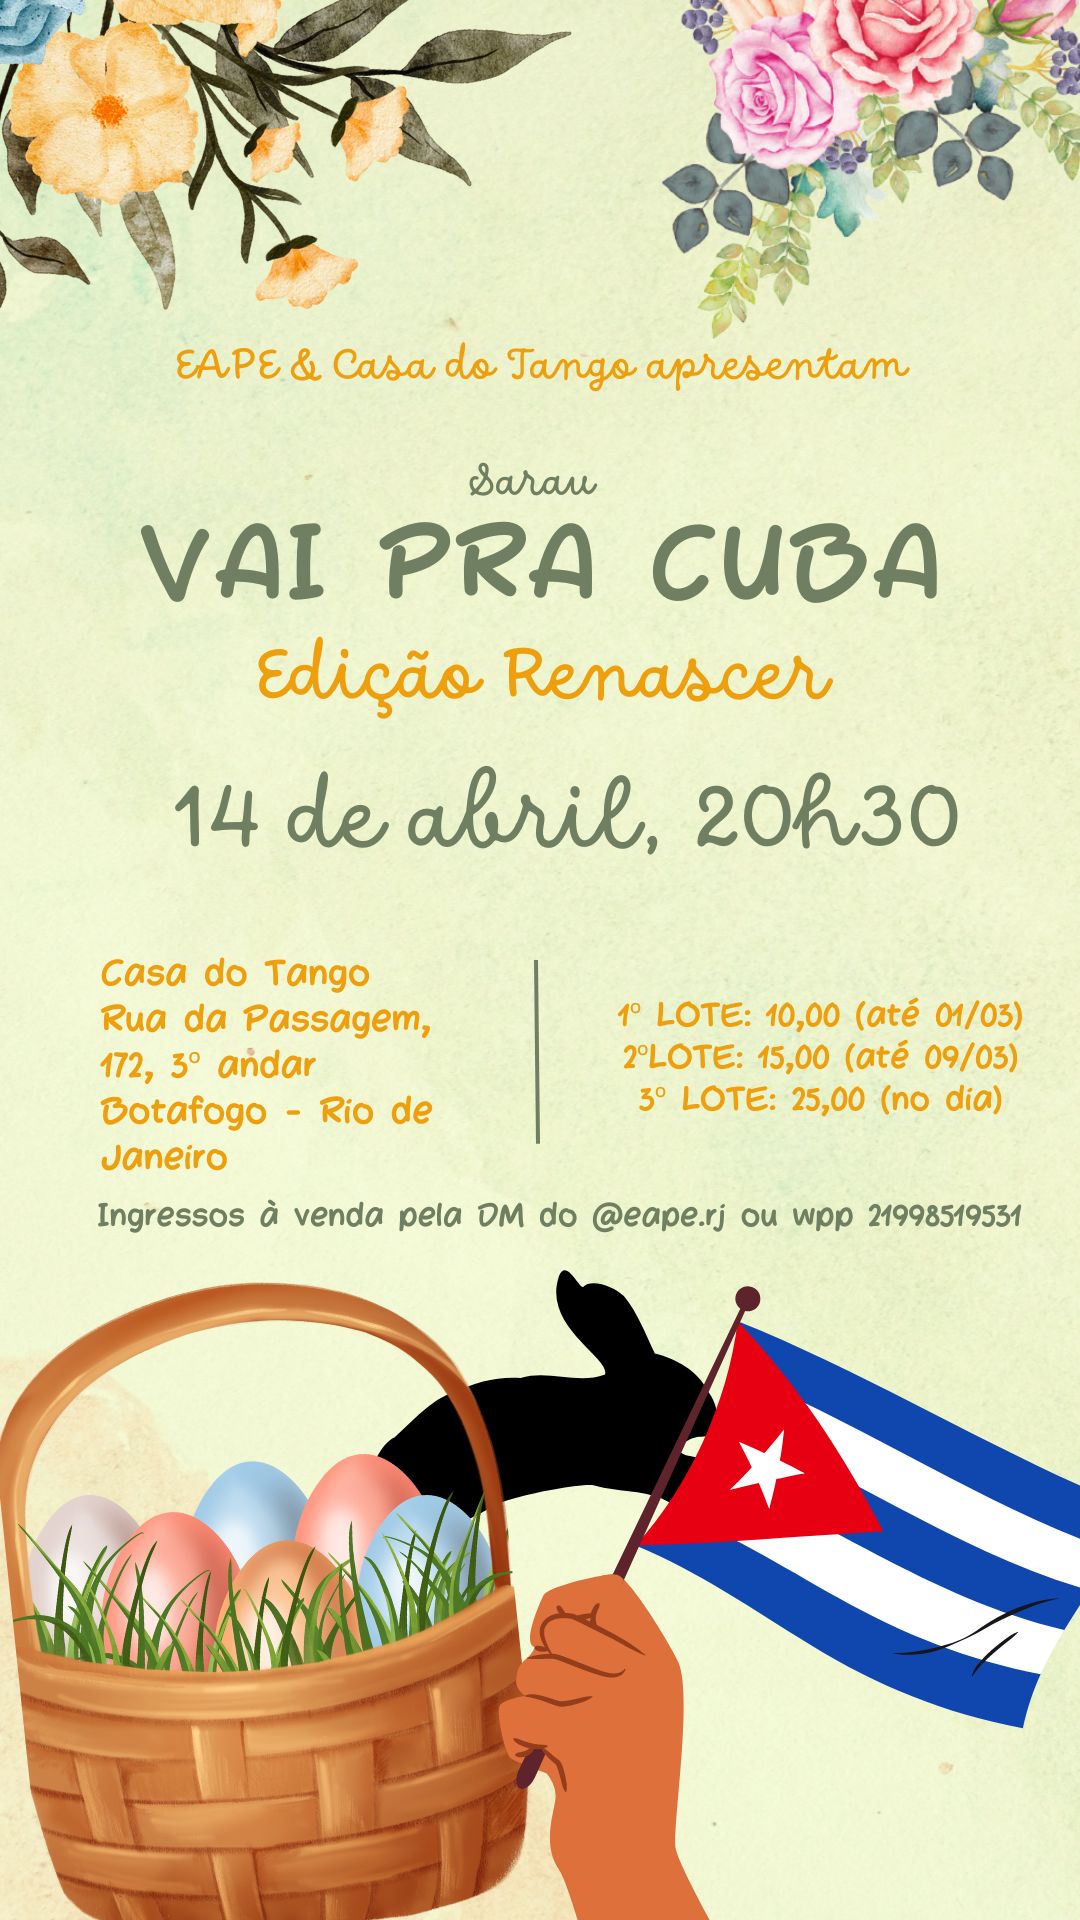 EAPE & Casa do Tango apresentam
Sarau
VAI PRA CUBA
Edição Renascer
14 de abril, 20h30
Casa do Tango
Rua da Passagem,
172, 3º andar
Botafogo - Rio de
Janeiro
1º LOTE: 10,00 (até 01/03)
2ºLOTE: 15,00 (até 09/03)
3º LOTE: 25,00 (no dia)
Ingressos à venda pela DM do @eape.rj ou wpp 21998519531